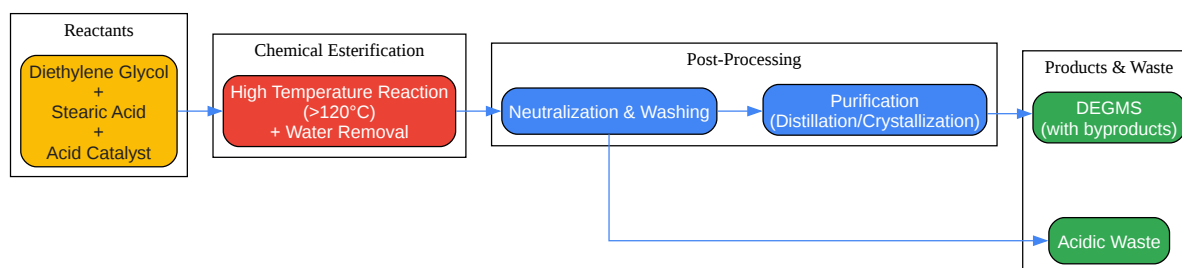 Reactants
Diethylene Glycol
+
Stearic Acid
+
Acid Catalyst
Chemical Esterification
High Temperature Reaction
(>120°C)
+ Water Removal
Post-Processing
Neutralization & Washing
Purification
(Distillation/Crystallization)
Products & Waste
DEGMS
(with byproducts)
Acidic Waste